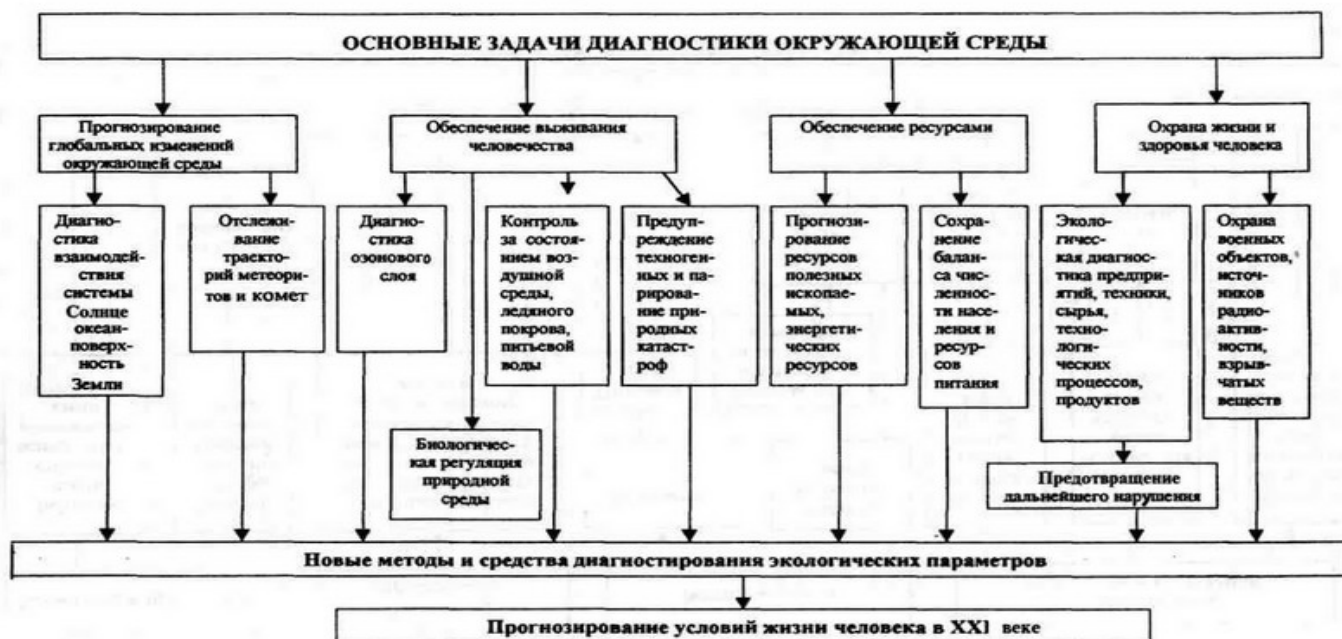 ОСНОВНЫЕ ЗАДАЧИ ДИАГНОСТИКИ ОКРУЖАЮЩЕЙ СРЕДЫ
Прогнозирование
глобальных изменений
окружающей среды
Обеспечение выживания
человечества
Обеспечение ресурсами
Охрана жизни и
здоровья человека
Диагно-
стика
взаимодей-
ствия
системы
Солнце
океан-
поверх-
ность
Земли
Отслежи-
вание
траекто-
рий метеори-
тов и комет
Диагно-
стика
озонового
слоя
Контроль
за состоя-
нием воз-
душной
среды,
ледяного
покрова,
питьевой
воды
Предуп-
реждение
техноген-
ных и па-
рирова-
ние при-
родных
катаст-
роф
Прогнози-
рование
ресурсов
полезных
ископае-
мых,
энергети-
ческих
ресурсов
Сохра-
нение
балан-
са чис-
леннос-
ти насе-
ления и
ресур-
сов
питания
Эколо-
гичес-
кая диагнос-
тика предпри-
ятий, техники,
сырья,
техно-
логи-
ческих
процессов,
продуктов
Охрана
военных
объектов,
источ-
ников
радио-
актив-
ности,
взрыв-
чатых
веществ
Биологичес-
кая регуляция
природной
среды
Предотвращение
дальнейшего нарушения
Новые методы и средства диагностирования экологических параметров
Прогнозирование условий жизни человека в XXI веке